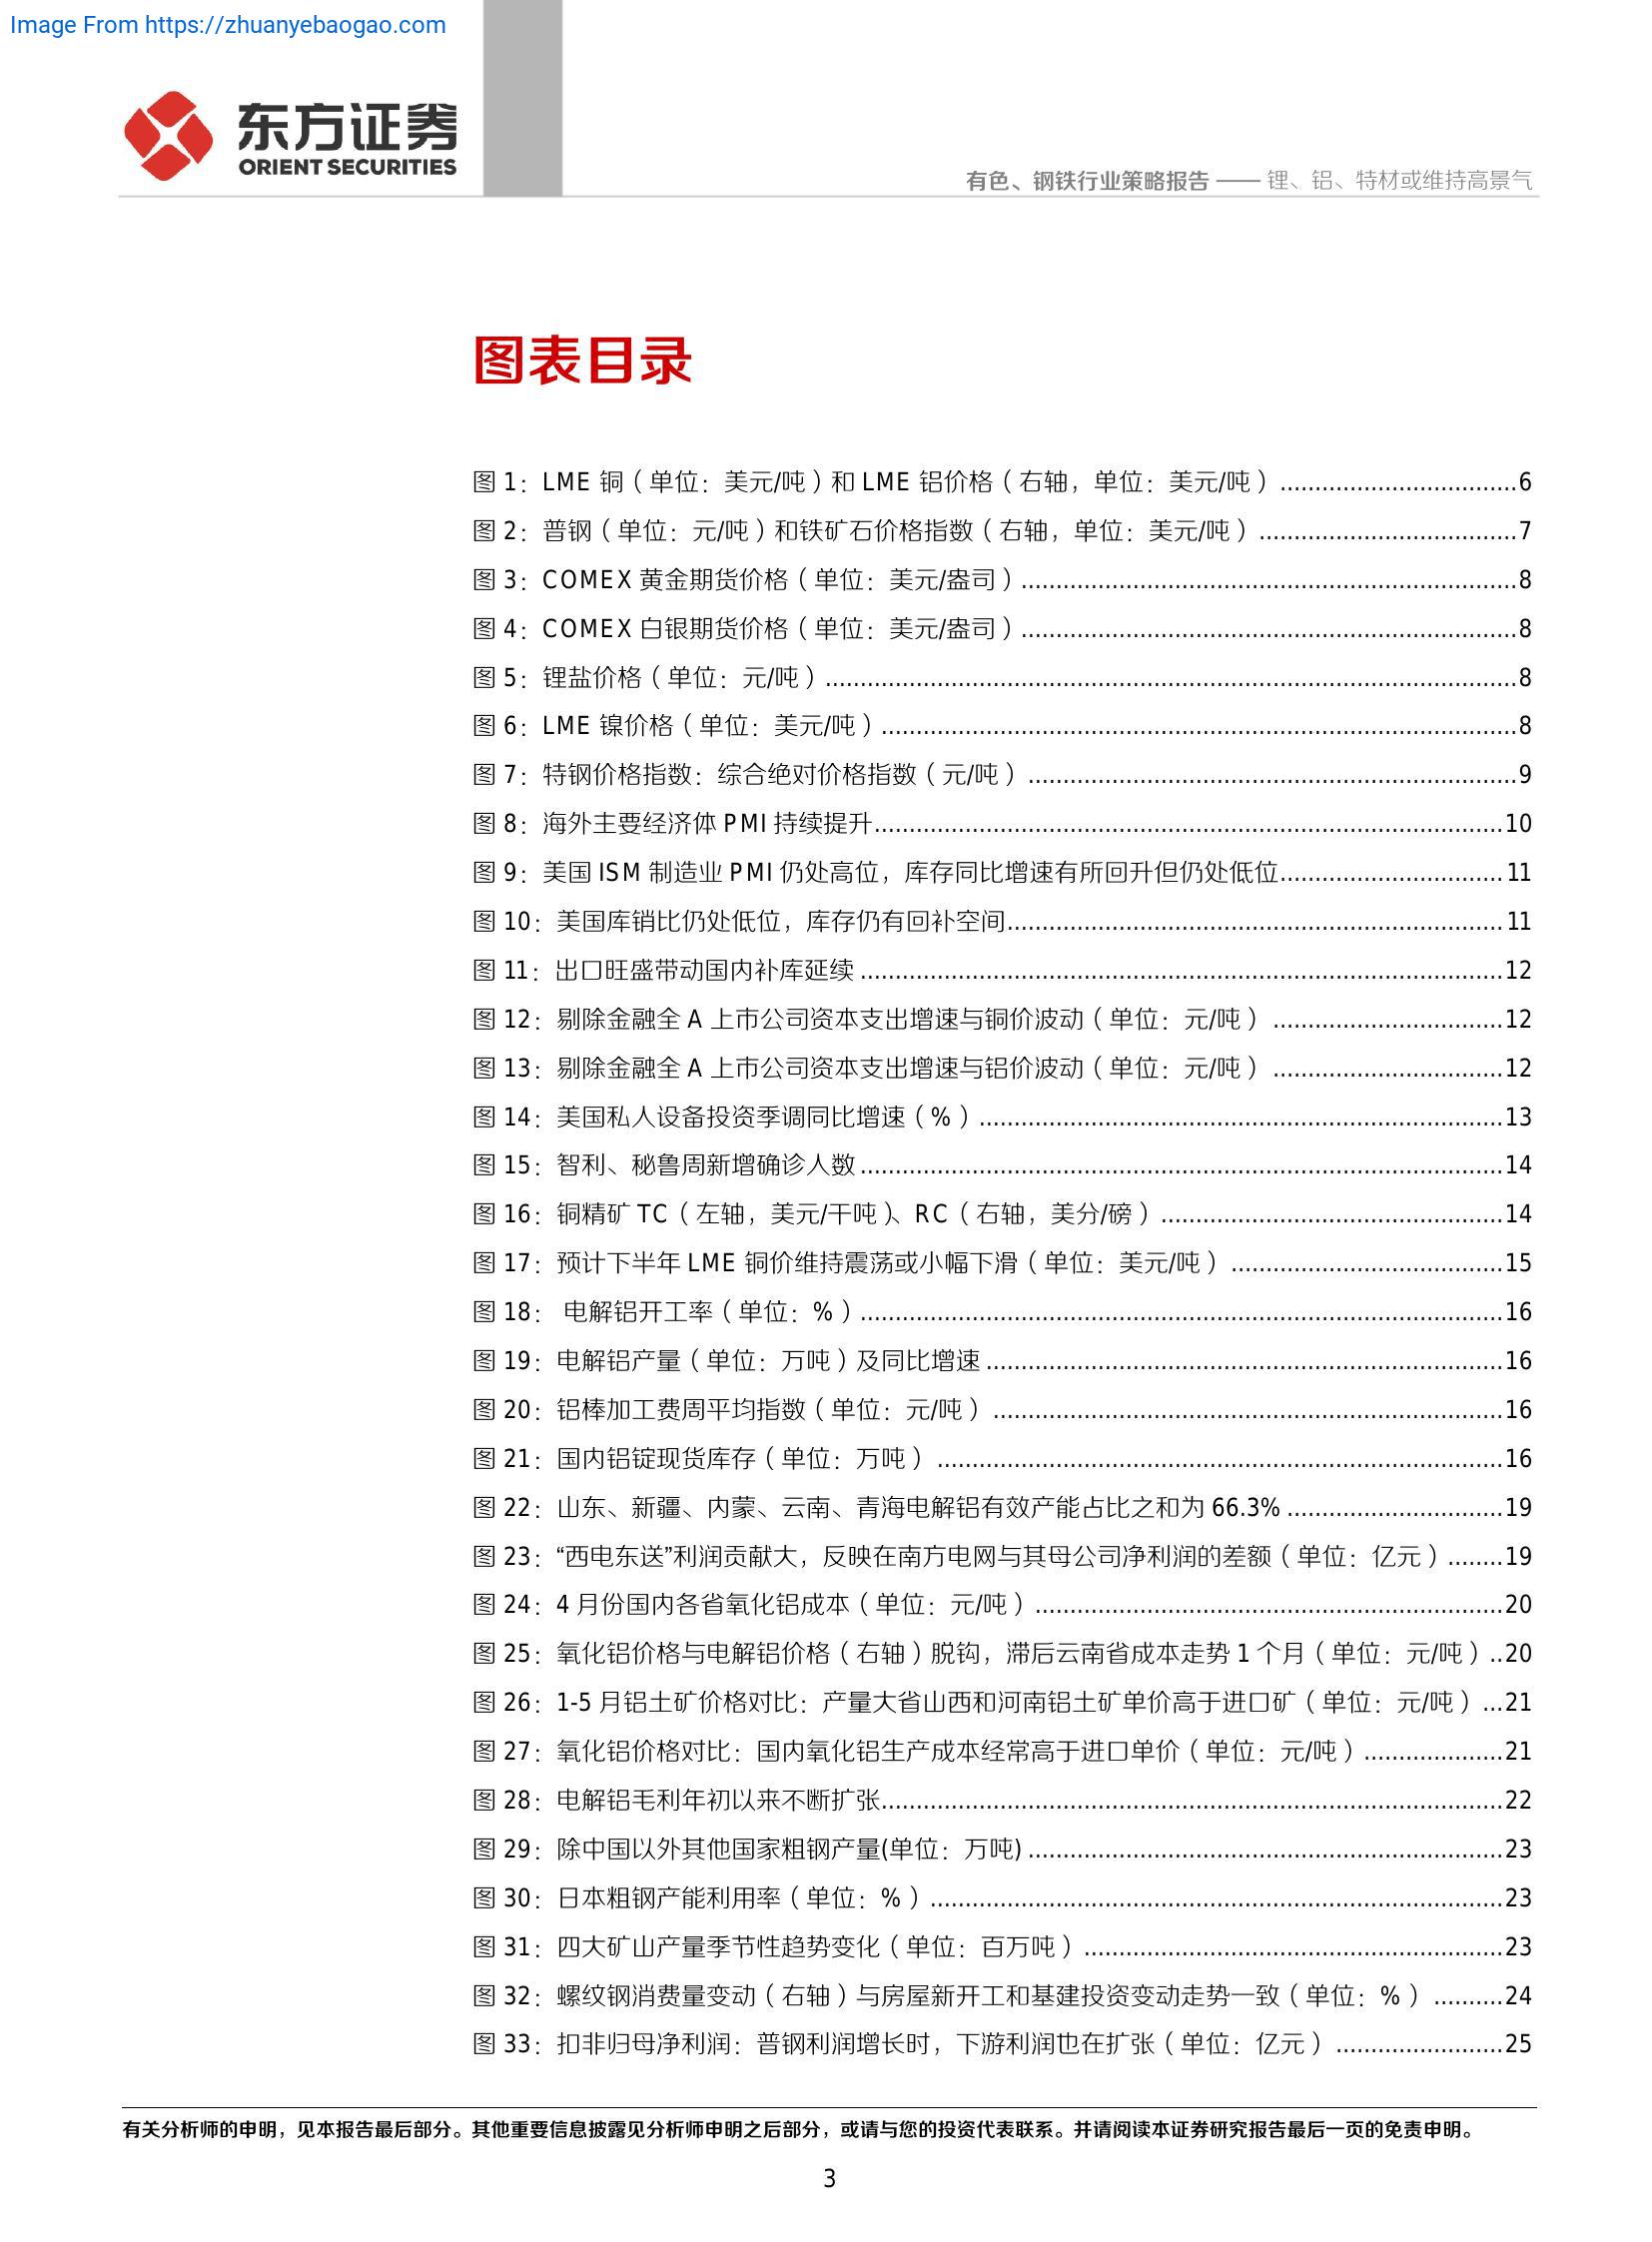 Image From https://zhuanyebaogao.com
东方证券
ORIENT SECURITIES
有色、钢铁行业策略报告 —— 锂、铝、特材或维持高景气
图表目录
图 1：LME 铜（单位：美元/吨）和 LME 铝价格（右轴，单位：美元/吨）..................................6
图 2：普钢（单位：元/吨）和铁矿石价格指数（右轴，单位：美元/吨）.....................................7
图 3：COMEX 黄金期货价格（单位：美元/盎司）.......................................................................8
图 4：COMEX 白银期货价格（单位：美元/盎司）.......................................................................8
图 5：锂盐价格（单位：元/吨）...................................................................................................8
图 6：LME 镍价格（单位：美元/吨）...........................................................................................8
图 7：特钢价格指数：综合绝对价格指数（元/吨）......................................................................9
图 8：海外主要经济体 PMI 持续提升..........................................................................................10
图 9：美国 ISM 制造业 PMI 仍处高位，库存同比增速有所回升但仍处低位................................11
图 10：美国库销比仍处低位，库存仍有回补空间.......................................................................11
图 11：出口旺盛带动国内补库延续............................................................................................12
图 12：剔除金融全 A 上市公司资本支出增速与铜价波动（单位：元/吨）.................................12
图 13：剔除金融全 A 上市公司资本支出增速与铝价波动（单位：元/吨）.................................12
图 14：美国私人设备投资季调同比增速（%）...........................................................................13
图 15：智利、秘鲁周新增确诊人数............................................................................................14
图 16：铜精矿 TC（左轴，美元/干吨）、RC（右轴，美分/磅）.................................................14
图 17：预计下半年 LME 铜价维持震荡或小幅下滑（单位：美元/吨）.......................................15
图 18： 电解铝开工率（单位：%）............................................................................................16
图 19：电解铝产量（单位：万吨）及同比增速..........................................................................16
图 20：铝棒加工费周平均指数（单位：元/吨）.........................................................................16
图 21：国内铝锭现货库存（单位：万吨）.................................................................................16
图 22：山东、新疆、内蒙、云南、青海电解铝有效产能占比之和为 66.3%...............................19
图 23：“西电东送”利润贡献大，反映在南方电网与其母公司净利润的差额（单位：亿元）........19
图 24：4 月份国内各省氧化铝成本（单位：元/吨）...................................................................20
图 25：氧化铝价格与电解铝价格（右轴）脱钩，滞后云南省成本走势 1 个月（单位：元/吨）..20
图 26：1-5 月铝土矿价格对比：产量大省山西和河南铝土矿单价高于进口矿（单位：元/吨）...21
图 27：氧化铝价格对比：国内氧化铝生产成本经常高于进口单价（单位：元/吨）....................21
图 28：电解铝毛利年初以来不断扩张.........................................................................................22
图 29：除中国以外其他国家粗钢产量(单位：万吨)....................................................................23
图 30：日本粗钢产能利用率（单位：%）..................................................................................23
图 31：四大矿山产量季节性趋势变化（单位：百万吨）............................................................23
图 32：螺纹钢消费量变动（右轴）与房屋新开工和基建投资变动走势一致（单位：%）..........24
图 33：扣非归母净利润：普钢利润增长时，下游利润也在扩张（单位：亿元）........................25
有关分析师的申明，见本报告最后部分。其他重要信息披露见分析师申明之后部分，或请与您的投资代表联系。并请阅读本证券研究报告最后一页的免责申明。
3